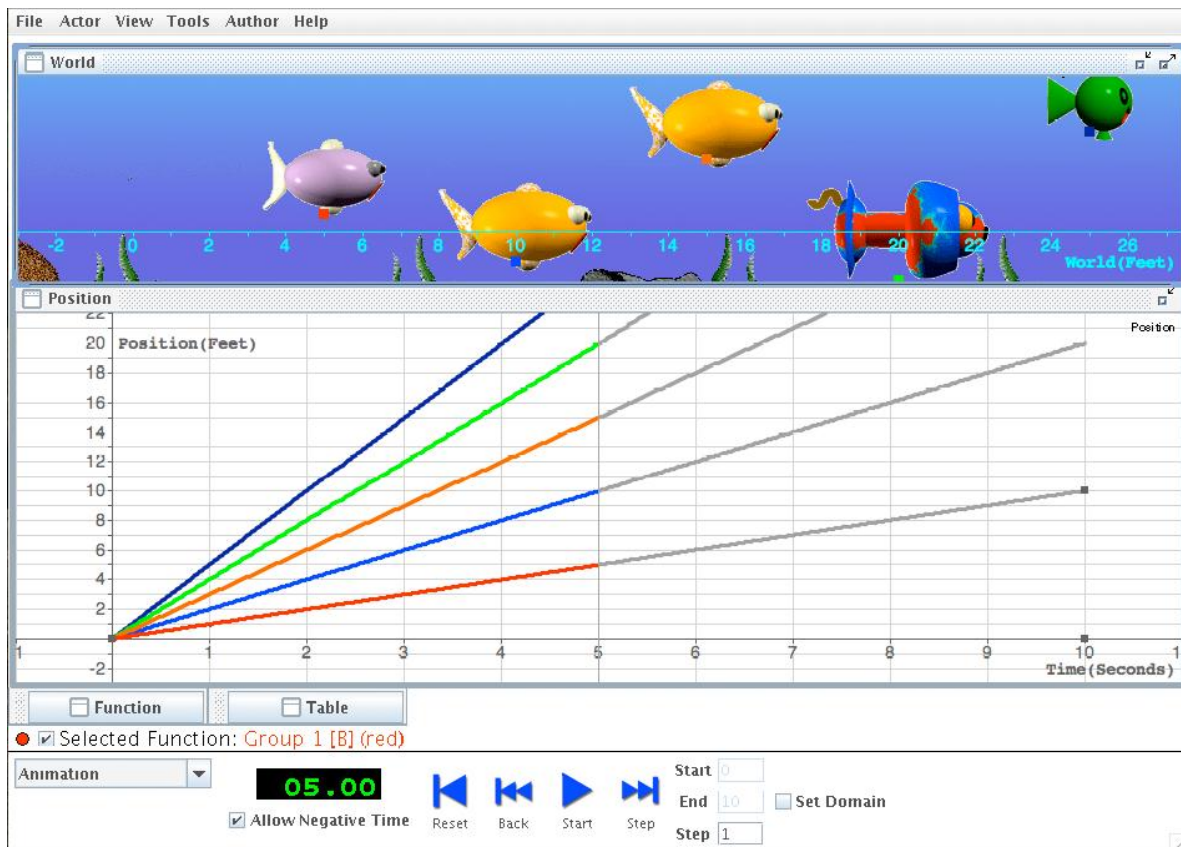 File Actor View Tools Author Help
World
-2 0 2 4 6 8 10 12 14 16 18 20 22 24 26
World(Feet)
Position
Position
22
20 Position(Feet)
18
16
14
12
10
8
6
4
2
1 1 2 3 4 5 6 7 8 9 10 11
-2 Time(Seconds)
Function Table
Selected Function: Group 1 [B] (red)
Animation
05.00
Allow Negative Time
Reset Back Start Step
Start 0
End 10 Set Domain
Step 1